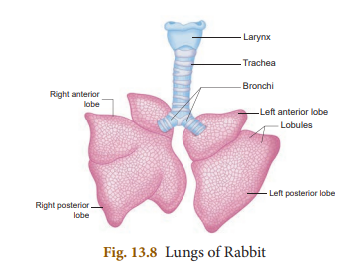 Larynx
Trachea
Bronchi
Right anterior
lobe
Left anterior lobe
Lobules
Left posterior lobe
Right posterior
lobe
Fig. 13.8 Lungs of Rabbit